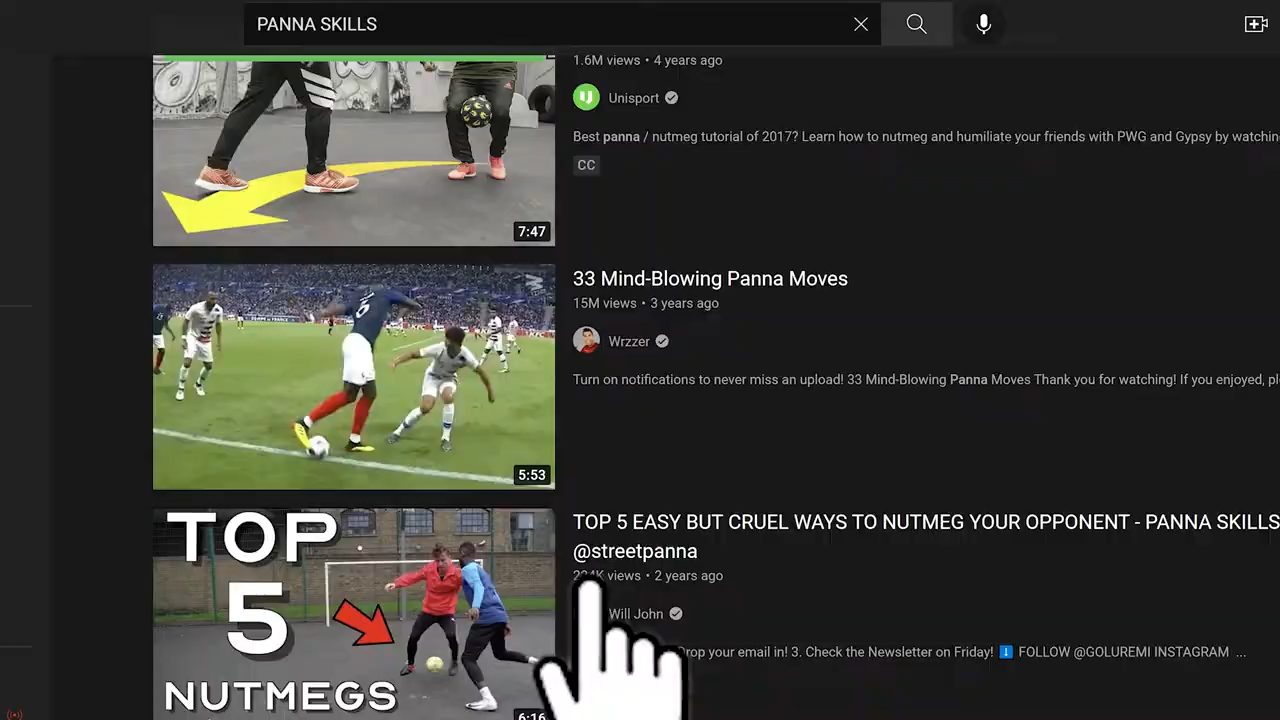 PANNA SKILLS
1.6M views • 4 years ago
Unisport
Best panna / nutmeg tutorial of 2017? Learn how to nutmeg and humiliate your friends with PWG and Gypsy by watchin
CC
7:47
33 Mind-Blowing Panna Moves
15M views • 3 years ago
Wrzzer
Turn on notifications to never miss an upload! 33 Mind-Blowing Panna Moves Thank you for watching! If you enjoyed, pl
5:53
TOP
5
NUTMEGS
6:16
TOP 5 EASY BUT CRUEL WAYS TO NUTMEG YOUR OPPONENT - PANNA SKILLS
@streetpanna
views • 2 years ago
Will John
your email in! 3. Check the Newsletter on Friday! FOLLOW @GOLUREMI INSTAGRAM ...